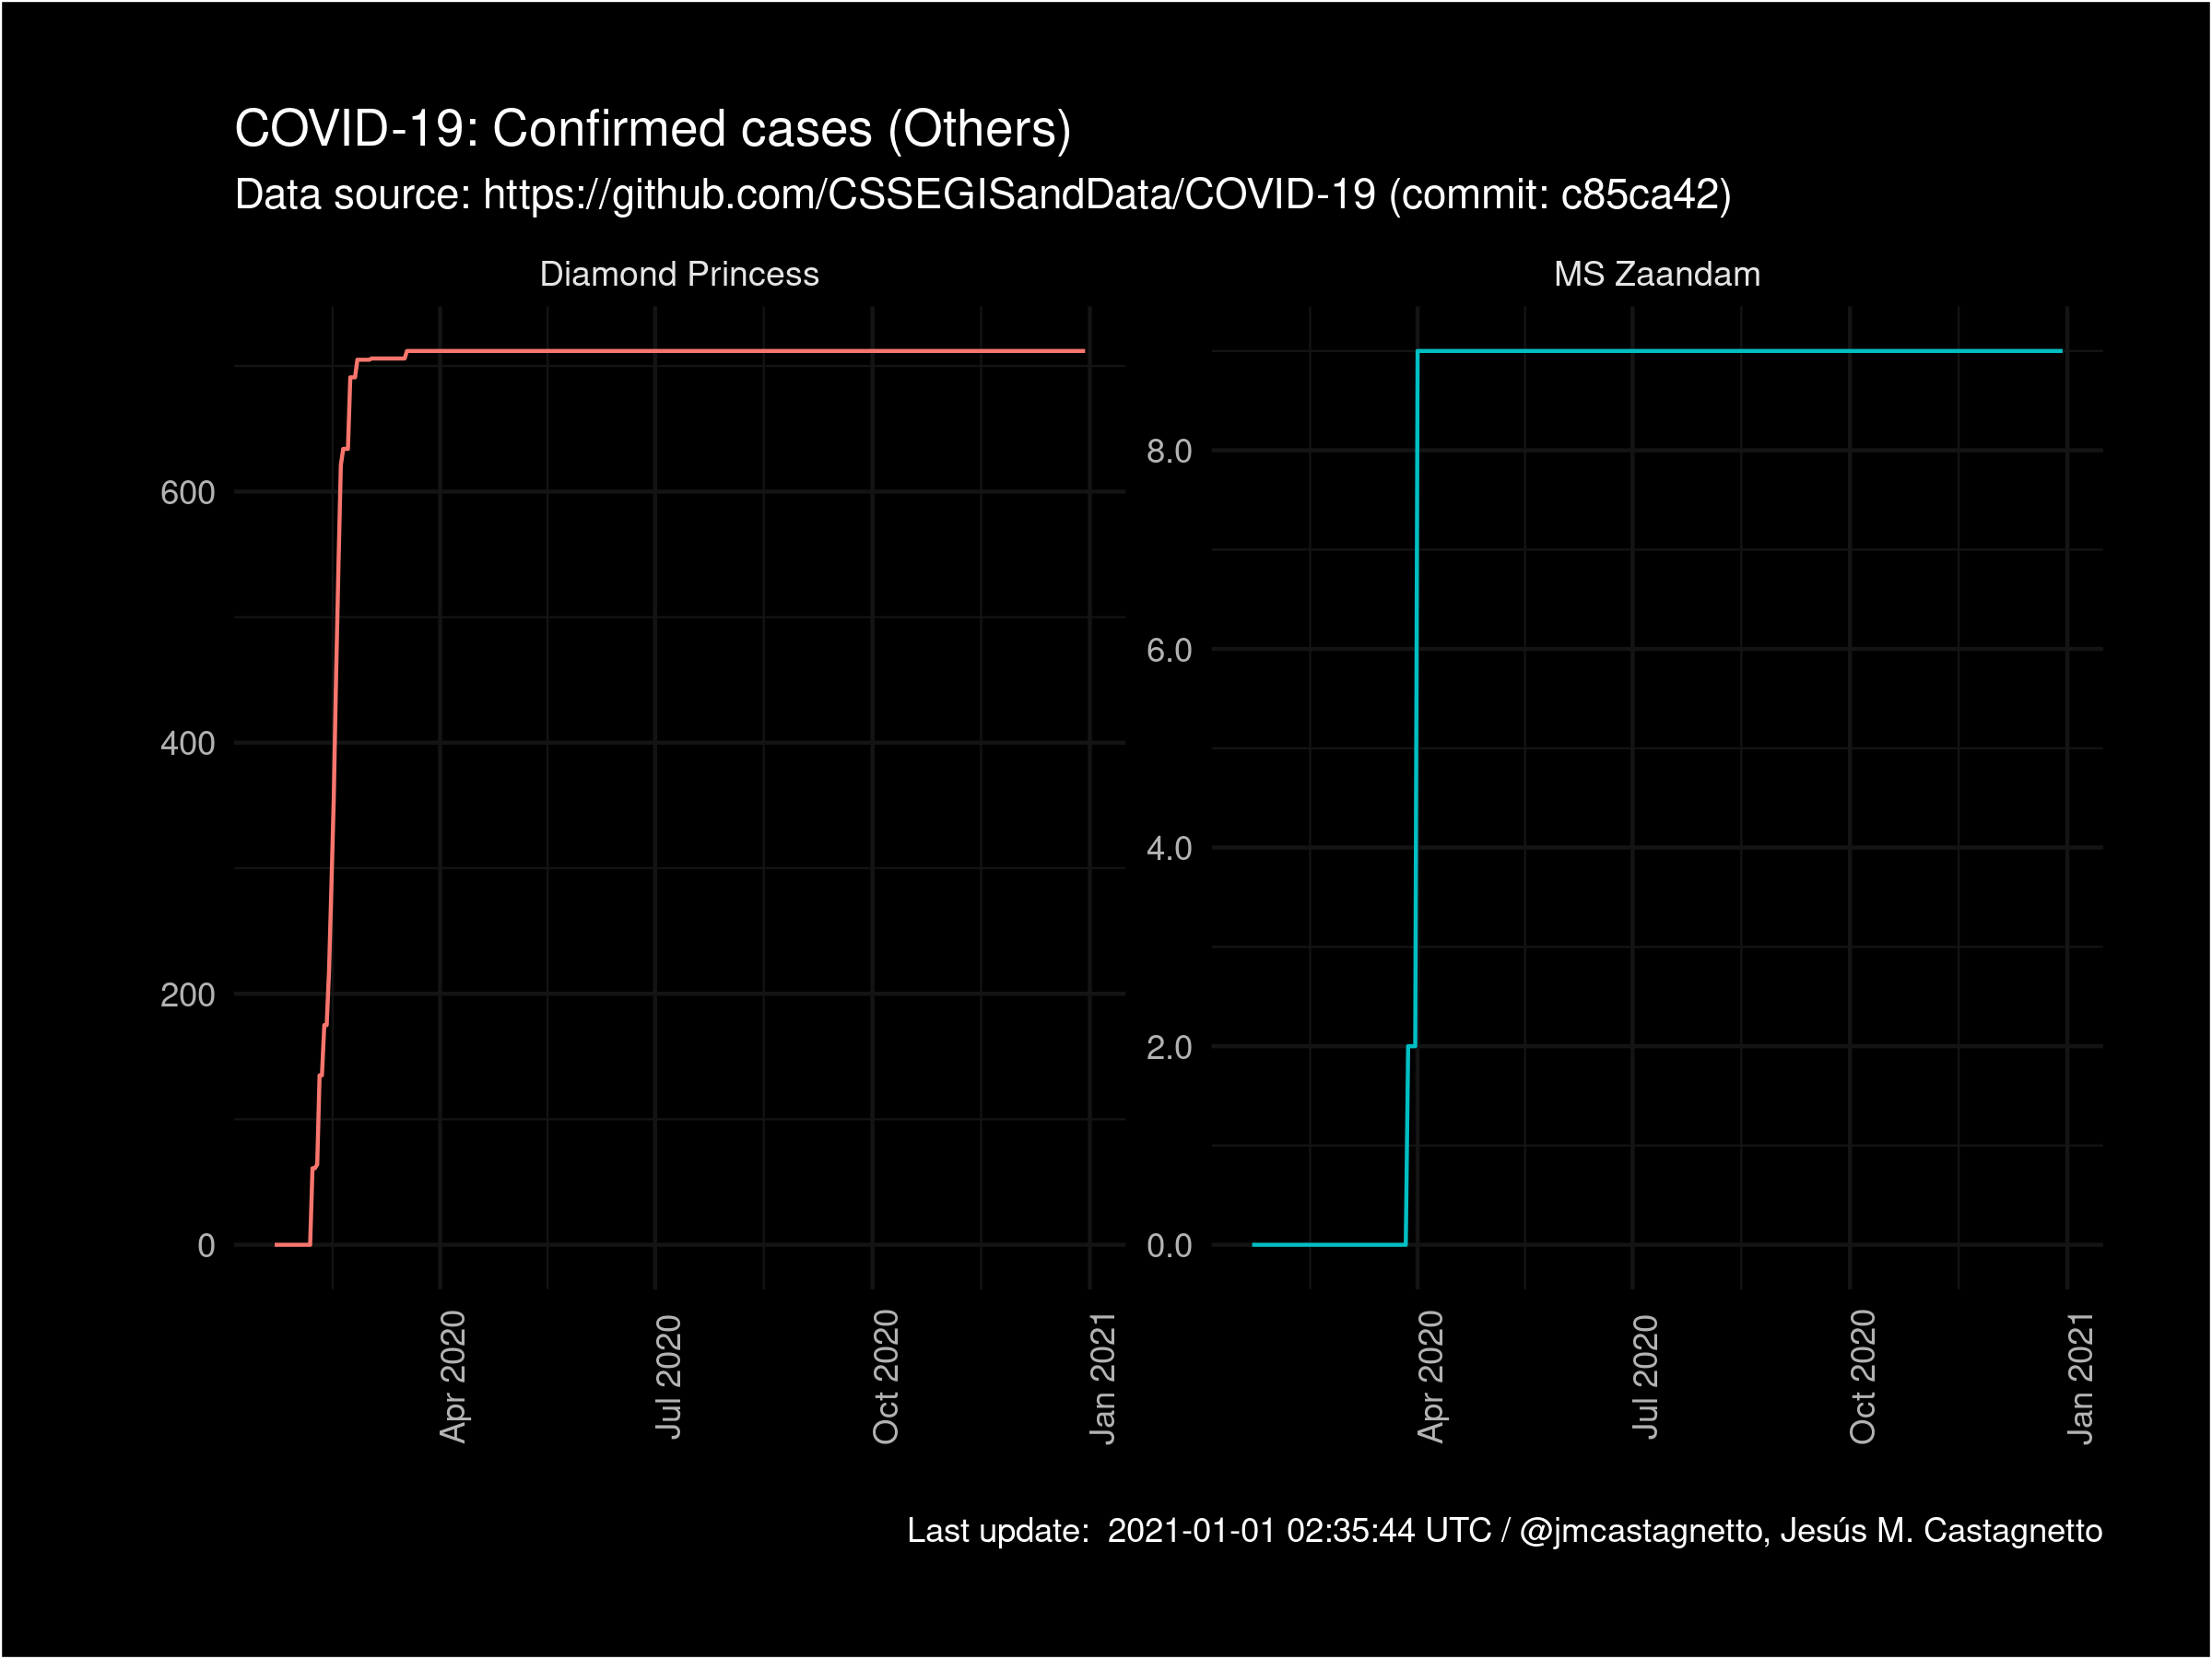 COVID-19: Confirmed cases (Others)
Data source: https://github.com/CSSEGISandData/COVID-19 (commit: c85ca42)
Diamond Princess
600
400
200
0
Apr 2020
Jul 2020
Oct 2020
Jan 2021
MS Zaandam
8.0
6.0
4.0
2.0
0.0
Apr 2020
Jul 2020
Oct 2020
Jan 2021
Last update:  2021-01-01 02:35:44 UTC / @jmcastagnetto, Jesús M. Castagnetto